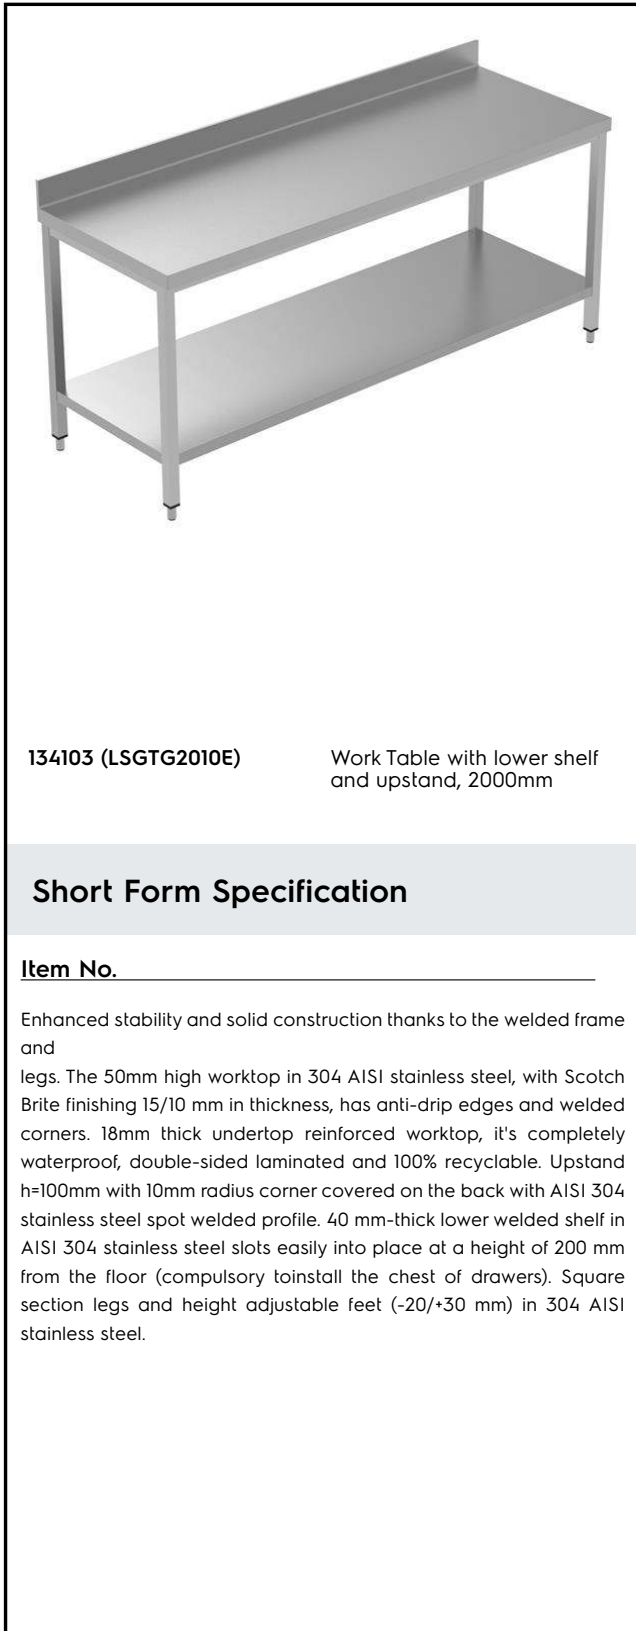 134103 (LSGTG2010E)
Work Table with lower shelf
and upstand, 2000mm
Short Form Specification
Item No.
Enhanced stability and solid construction thanks to the welded frame
and
legs. The 50mm high worktop in 304 AISI stainless steel, with Scotch
Brite finishing 15/10 mm in thickness, has anti-drip edges and welded
corners. 18mm thick undertop reinforced worktop, it's completely
waterproof, double-sided laminated and 100% recyclable. Upstand
h=100mm with 10mm radius corner covered on the back with AISI 304
stainless steel spot welded profile. 40 mm-thick lower welded shelf in
AISI 304 stainless steel slots easily into place at a height of 200 mm
from the floor (compulsory toinstall the chest of drawers). Square
section legs and height adjustable feet (-20/+30 mm) in 304 AISI
stainless steel.